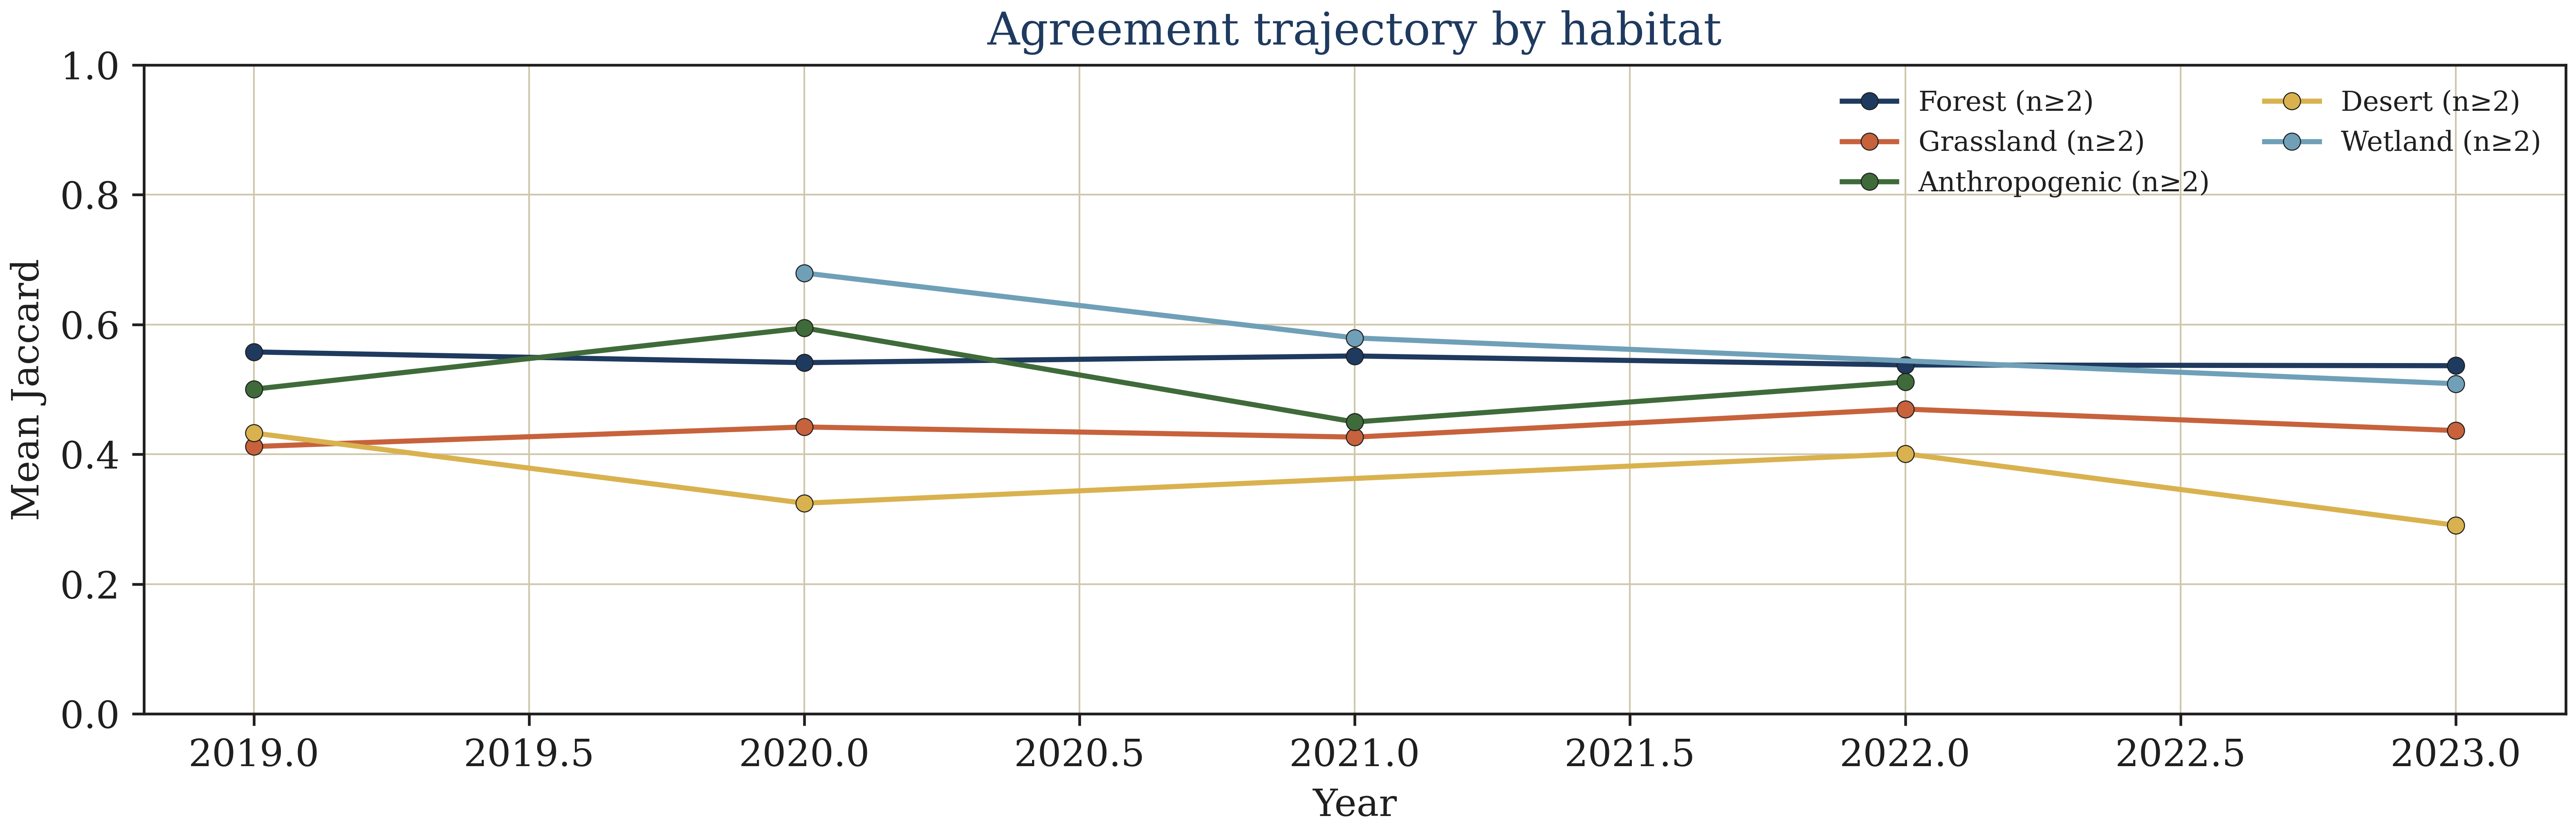 Agreement trajectory by habitat
Mean Jaccard
1.0
0.8
0.6
0.4
0.2
0.0
Forest (n≥2)
Grassland (n≥2)
Anthropogenic (n≥2)
Desert (n≥2)
Wetland (n≥2)
2019.0 2019.5 2020.0 2020.5 2021.0 2021.5 2022.0 2022.5 2023.0
Year